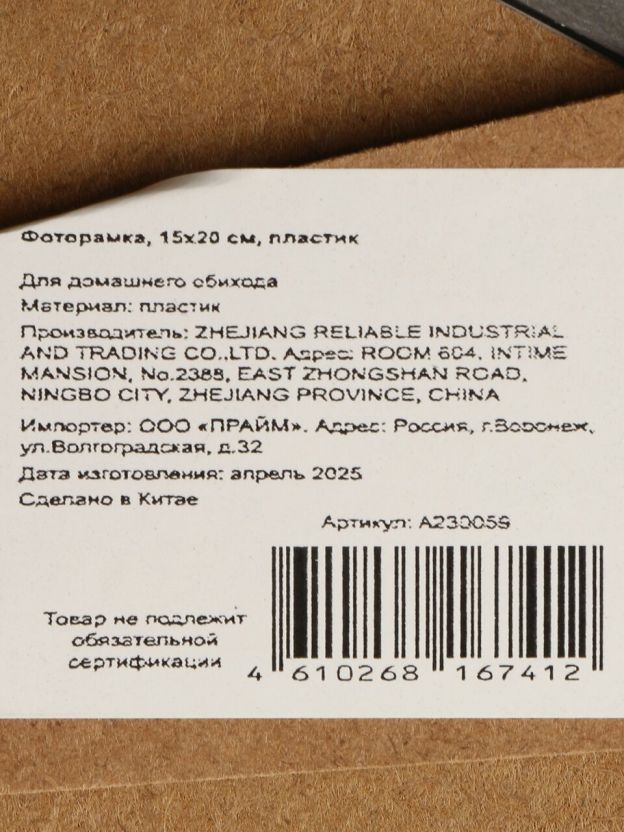 Фоторамка, 15x20 см, пластик
Для домашнего обихода
Материал: пластик
Производитель: ZHEJIANG RELIABLE INDUSTRIAL
AND TRADING CO.,LTD. Адрес: ROOM 604, INTIME
MANSION, No.2388, EAST ZHONGSHAN ROAD,
NINGBO CITY, ZHEJIANG PROVINCE, CHINA
Импортер: ООО «ПРАЙМ». Адрес: Россия, г.Воронеж,
ул.Волгоградская, д.32
Дата изготовления: апрель 2025
Сделано в Китае
Артикул: A230059
Товар не подлежит
обязательной
сертификации
4 610268 167412